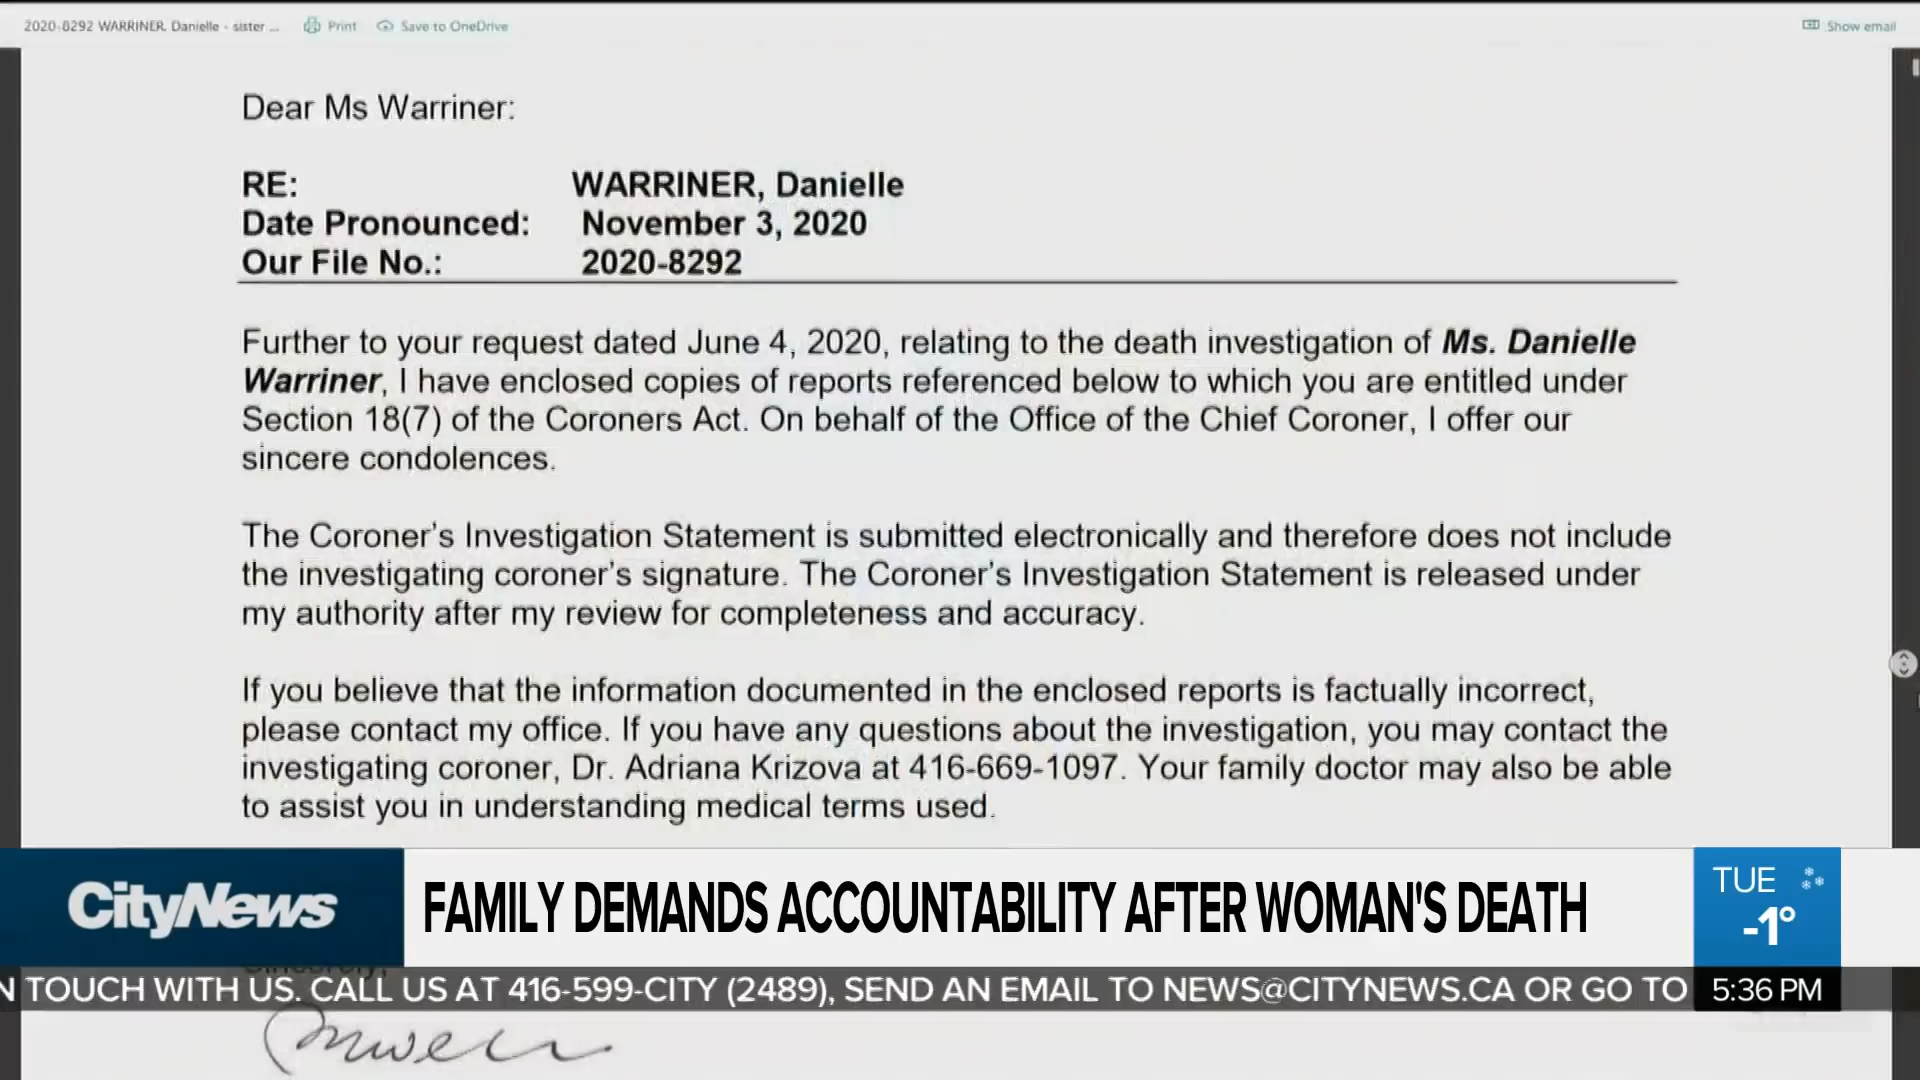 2020-8292 WARRINER, Danielle - sister ... Print Save to OneDrive Show email
Dear Ms Warriner:
RE: WARRINER, Danielle
Date Pronounced: November 3, 2020
Our File No.: 2020-8292
Further to your request dated June 4, 2020, relating to the death investigation of Ms. Danielle
Warriner, I have enclosed copies of reports referenced below to which you are entitled under
Section 18(7) of the Coroners Act. On behalf of the Office of the Chief Coroner, I offer our
sincere condolences.
The Coroner's Investigation Statement is submitted electronically and therefore does not include
the investigating coroner's signature. The Coroner's Investigation Statement is released under
my authority after my review for completeness and accuracy.
If you believe that the information documented in the enclosed reports is factually incorrect,
please contact my office. If you have any questions about the investigation, you may contact the
investigating coroner, Dr. Adriana Krizova at 416-669-1097. Your family doctor may also be able
to assist you in understanding medical terms used.
CityNews
FAMILY DEMANDS ACCOUNTABILITY AFTER WOMAN'S DEATH
TUE
-1°
Sincerely,
N TOUCH WITH US. CALL US AT 416-599-CITY (2489), SEND AN EMAIL TO NEWS@CITYNEWS.CA OR GO TO
5:36 PM